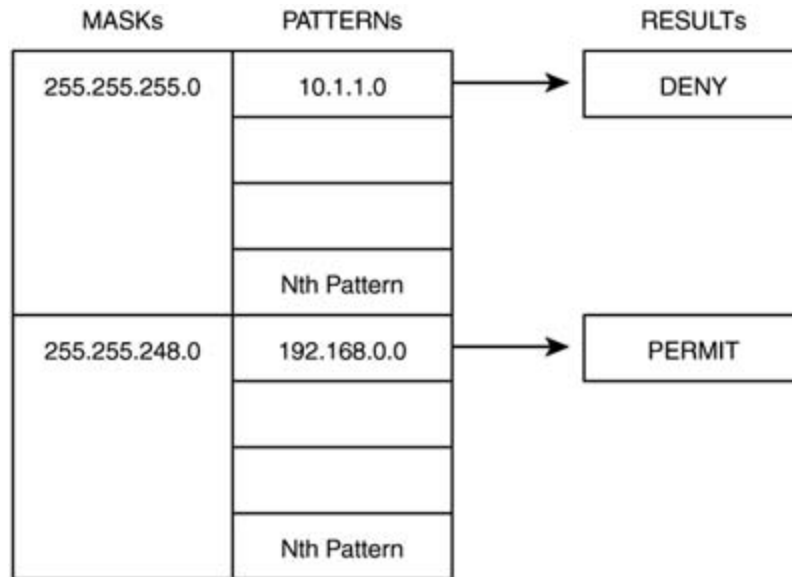 MASKs PATTERNs RESULTs
255.255.255.0 10.1.1.0 DENY
Nth Pattern
255.255.248.0 192.168.0.0 PERMIT
Nth Pattern